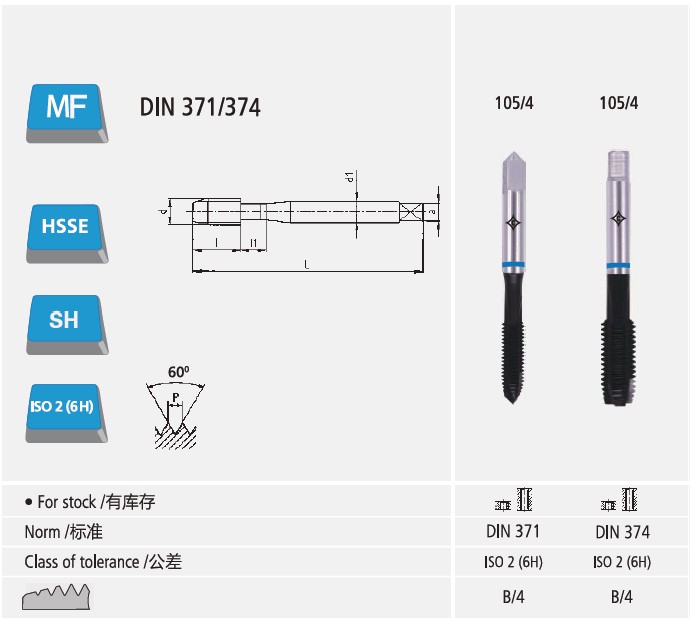 MF
DIN 371/374
105/4
105/4
HSSE
d1
d
a
l
l1
L
SH
60⁰
P
ISO 2 (6H)
• For stock /有库存
Norm /标准
DIN 371
DIN 374
Class of tolerance /公差
ISO 2 (6H)
ISO 2 (6H)
B/4
B/4